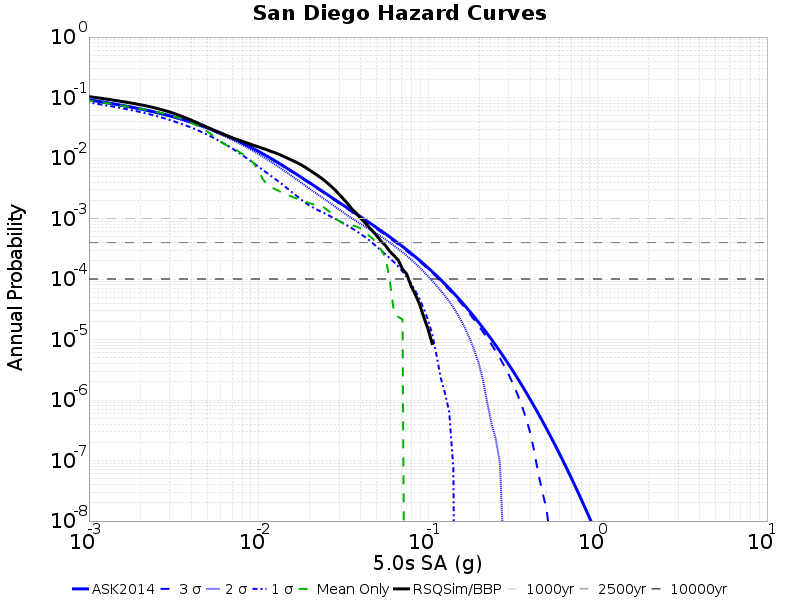 San Diego Hazard Curves
10^0
10^-1
10^-2
10^-3
10^-4
10^-5
10^-6
10^-7
10^-8
Annual Probability
10^-3 10^-2 10^-1 10^0 10^1
5.0s SA (g)
ASK2014 3 σ 2 σ 1 σ Mean Only RSQSim/BBP 1000yr 2500yr 10000yr